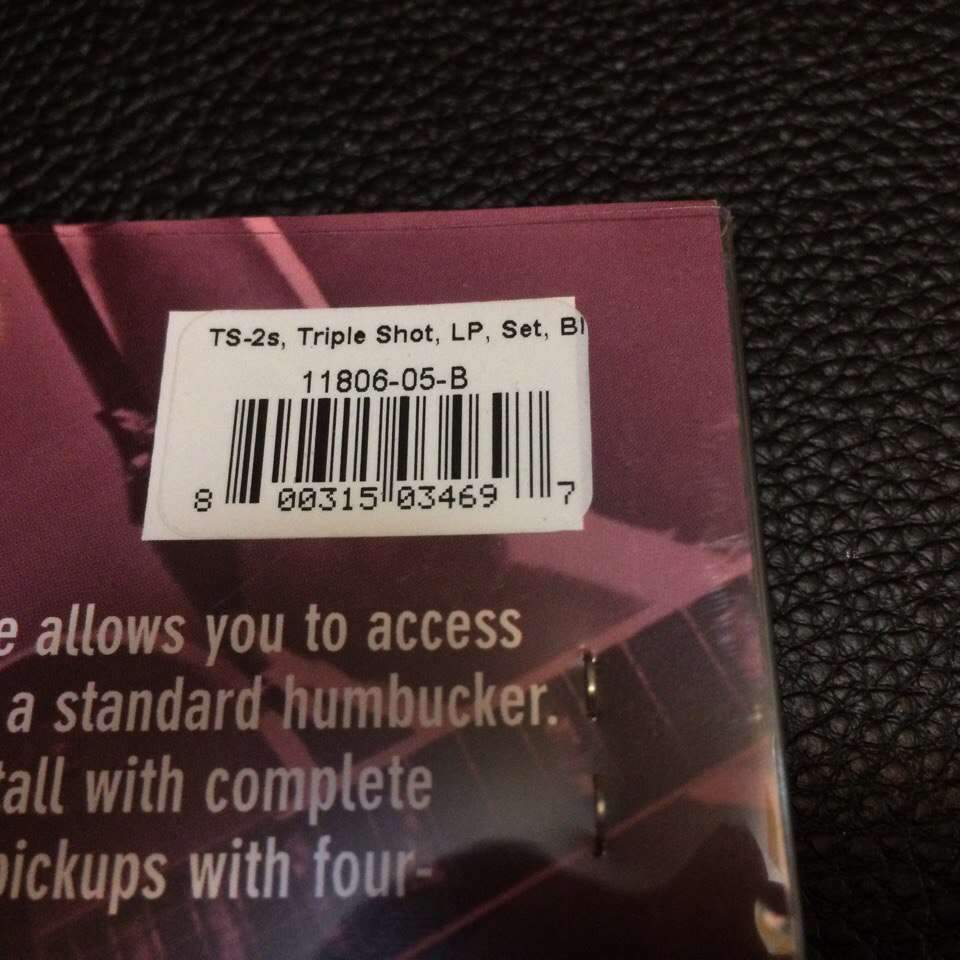 TS-2s, Triple Shot, LP, Set, Bl
11806-05-B
8 00315 03469 7
e allows you to access
a standard humbucker.
tall with complete
pickups with four-